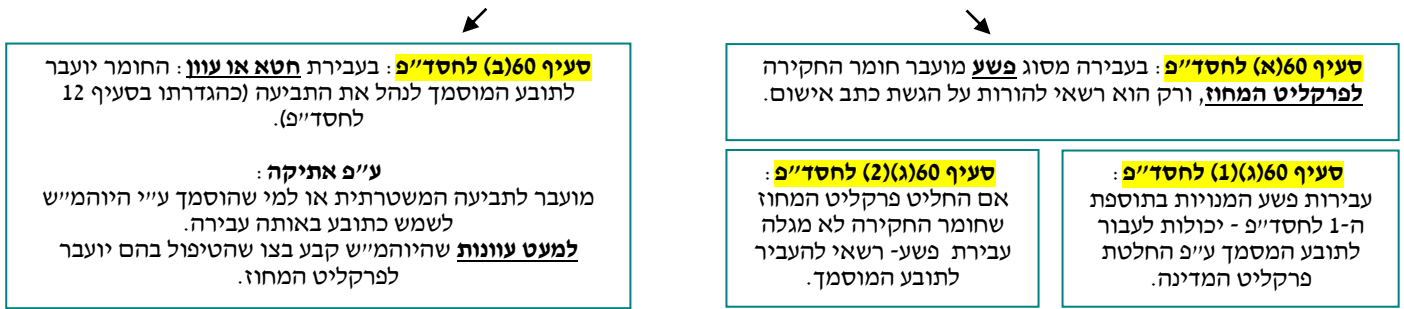 סעיף 60(א) לחסד״פ: בעבירה מסוג פשע מועבר חומר החקירה
לפרקליט המחוז, ורק הוא רשאי להורות על הגשת כתב אישום.
סעיף 60(ג)(1) לחסד״פ:
עבירות פשע המנויות בתוספת
ה-1 לחסד״פ - יכולות לעבור
לתובע המסמך ע״פ החלטת
פרקליט המדינה.
סעיף 60(ג)(2) לחסד״פ:
אם החליט פרקליט המחוז
שחומר החקירה לא מגלה
עבירת פשע- רשאי להעביר
לתובע המוסמך.
סעיף 60(ב) לחסד״פ: בעבירת חטא או עוון: החומר יועבר
לתובע המוסמך לנהל את התביעה (כהגדרתו בסעיף 12
לחסד״פ).
ע״פ אתיקה:
מועבר לתביעה המשטרתית או למי שהוסמך ע״י היוהמ״ש
לשמש כתובע באותה עבירה.
למעט עוונות שהיוהמ״ש קבע בצו שהטיפול בהם יועבר
לפרקליט המחוז.